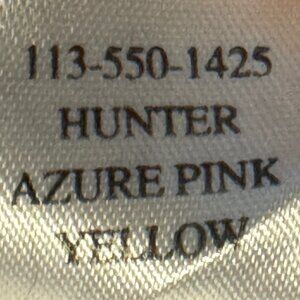 113-550-1425
HUNTER
AZURE PINK
YELLOW